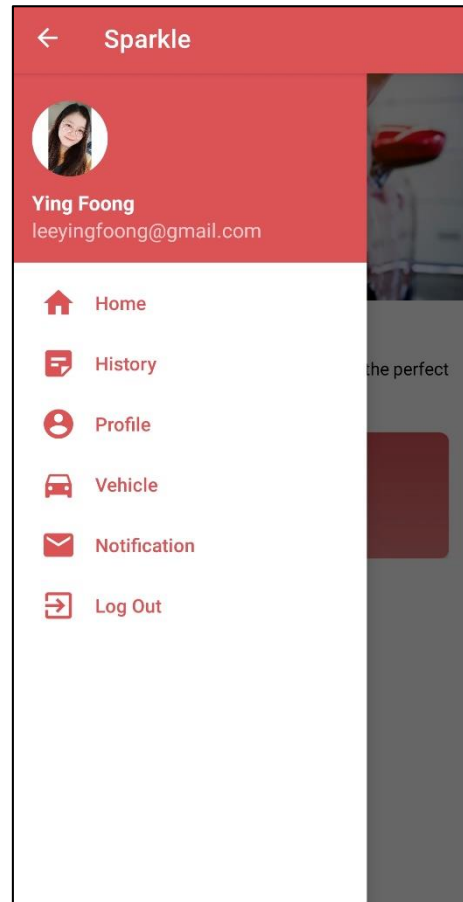 Sparkle
Ying Foong
leeyingfoong@gmail.com
Home
History
the perfect
Profile
Vehicle
Notification
Log Out